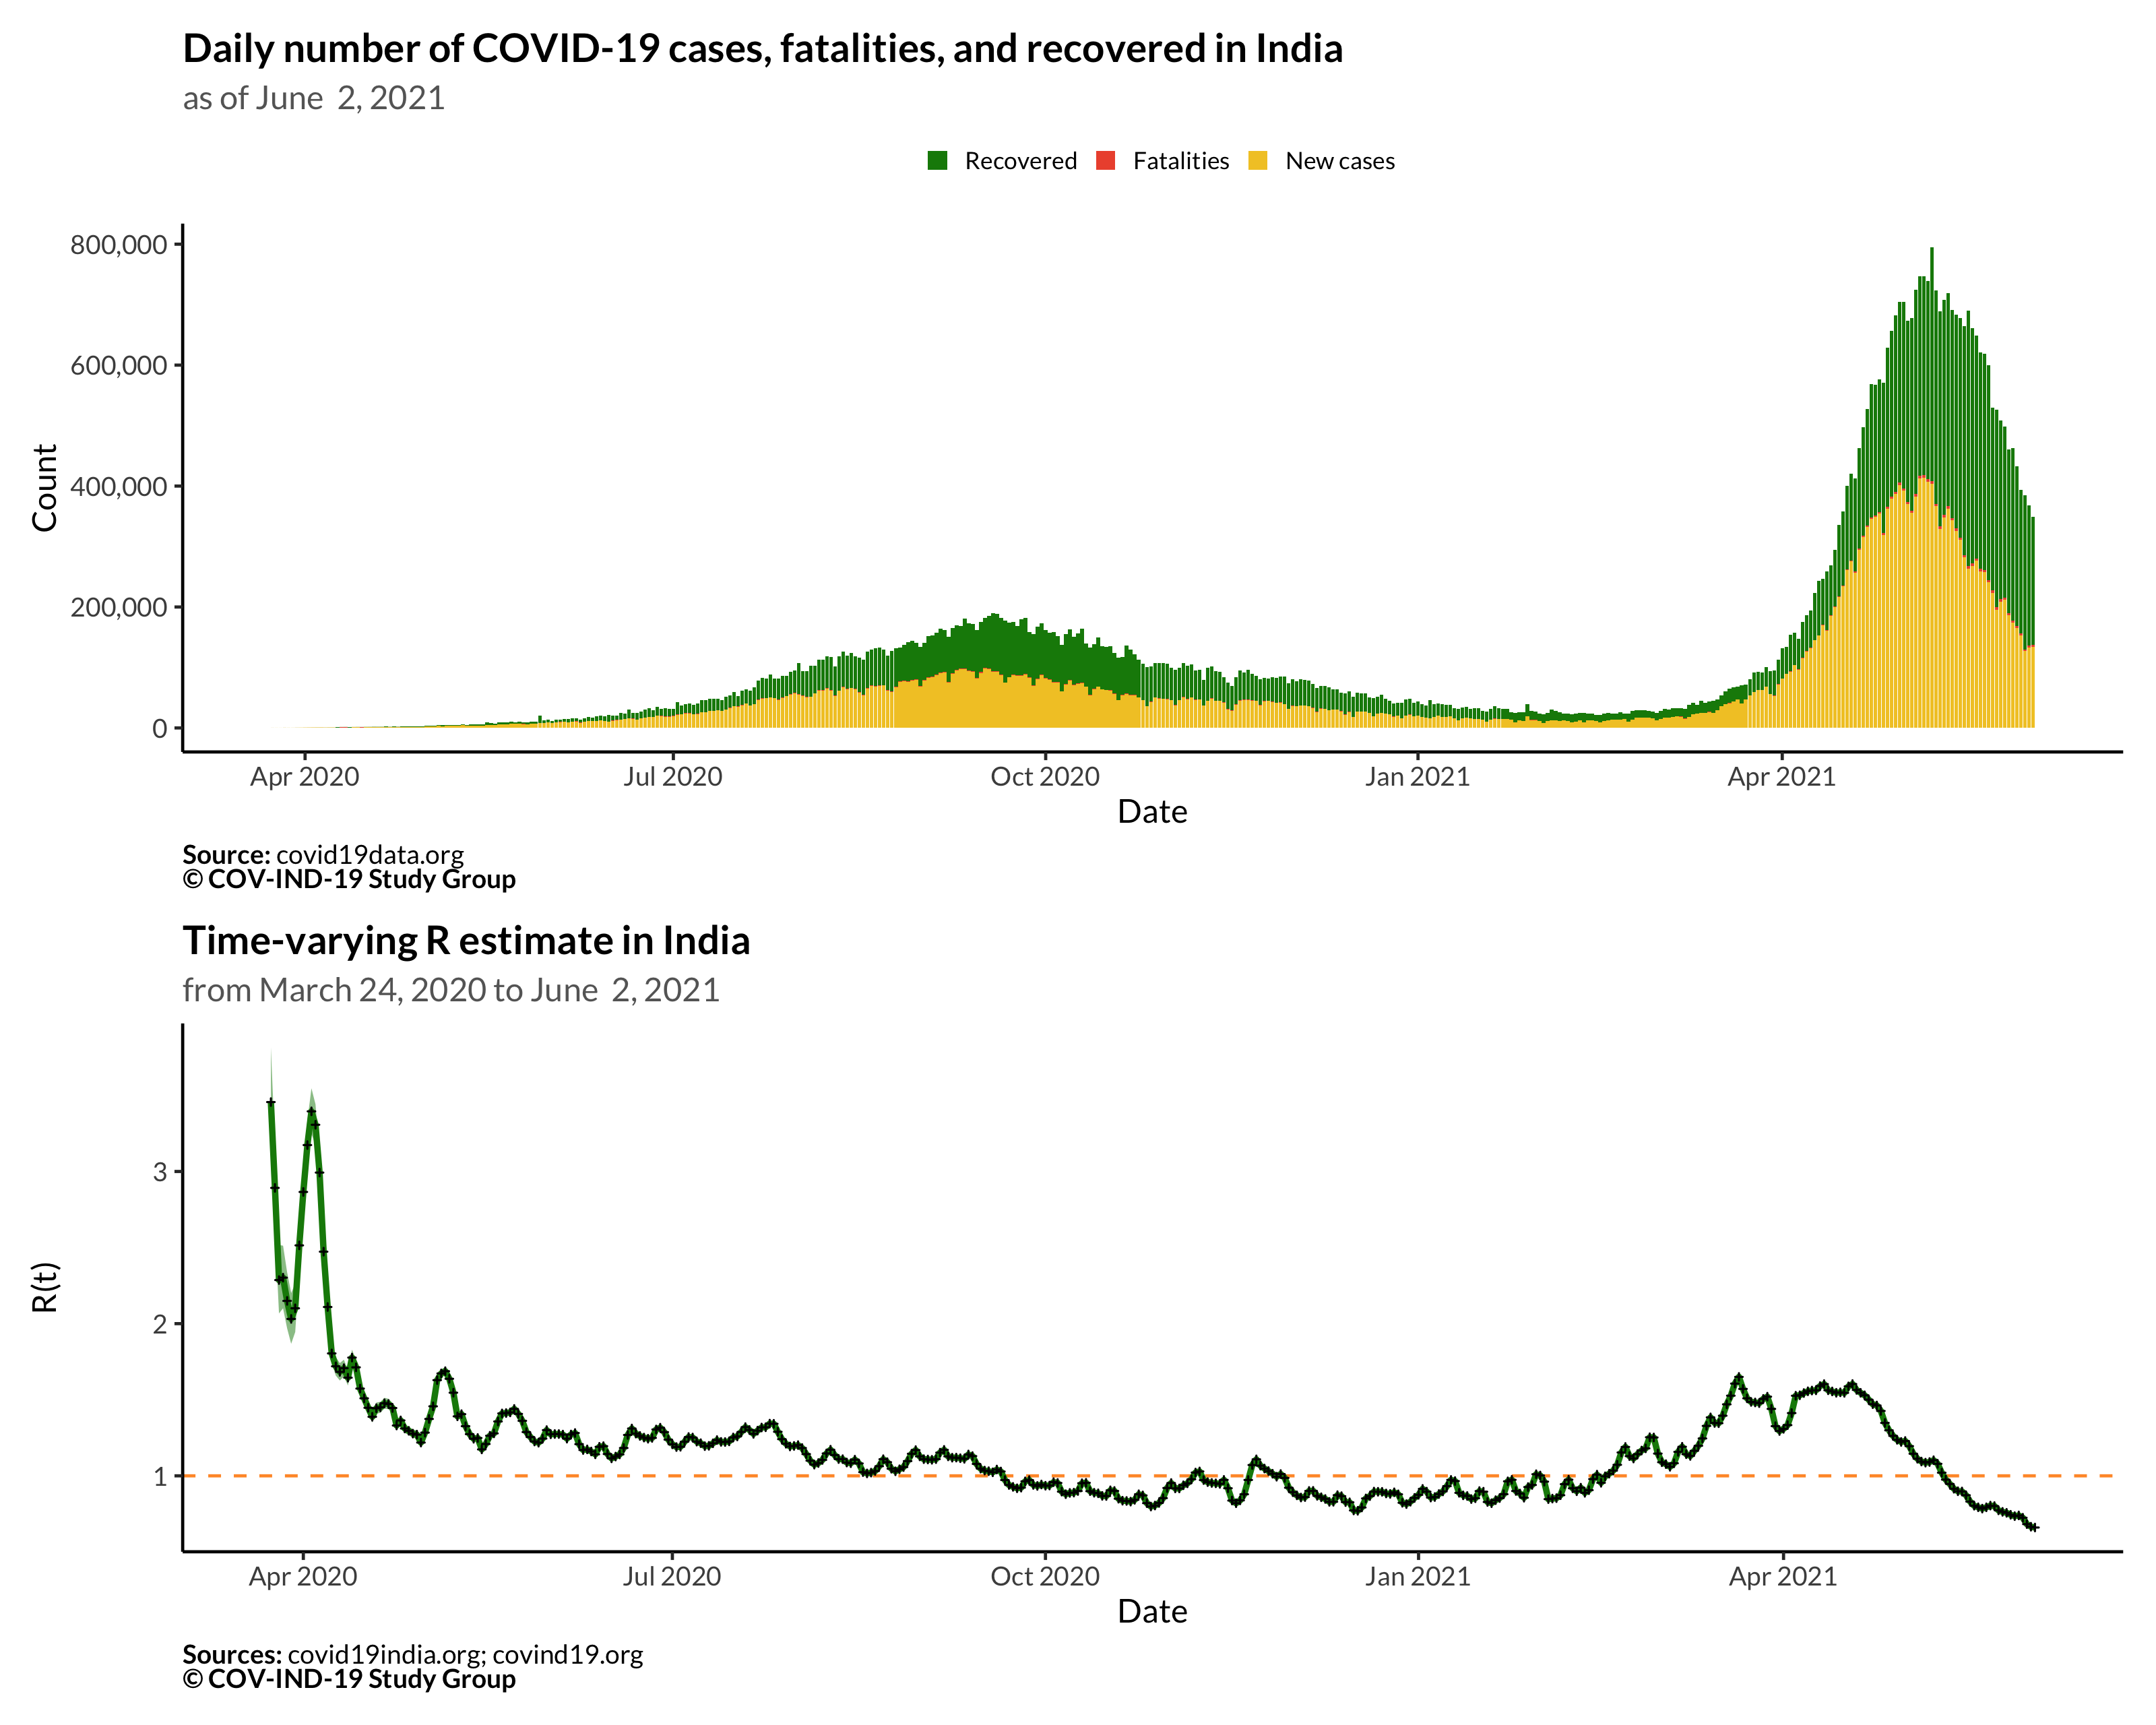 Daily number of COVID-19 cases, fatalities, and recovered in India
as of June  2, 2021
Recovered Fatalities New cases
800,000
600,000
400,000
200,000
0
Count
Apr 2020 Jul 2020 Oct 2020 Jan 2021 Apr 2021
Date
Source: covid19data.org
© COV-IND-19 Study Group
Time-varying R estimate in India
from March 24, 2020 to June  2, 2021
3
2
1
R(t)
Apr 2020 Jul 2020 Oct 2020 Jan 2021 Apr 2021
Date
Sources: covid19india.org; covind19.org
© COV-IND-19 Study Group